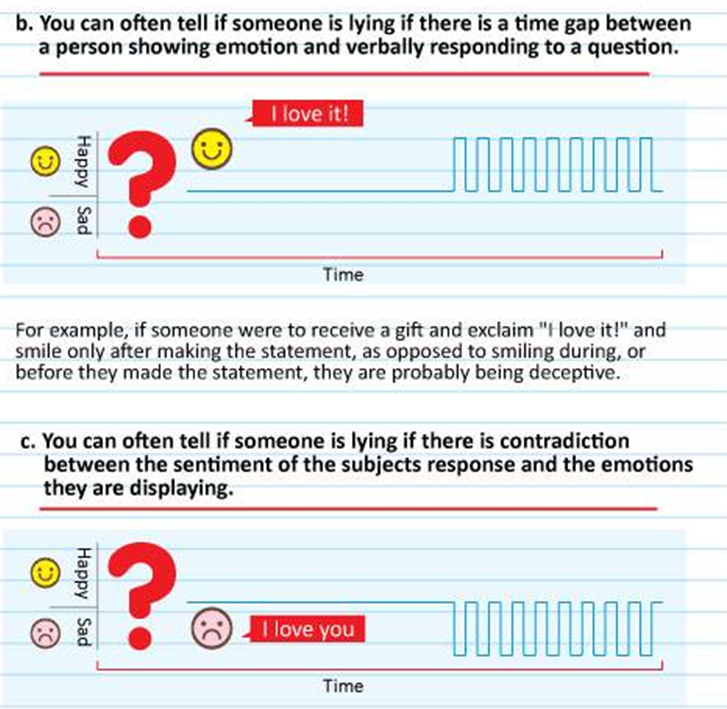 b. You can often tell if someone is lying if there is a time gap between
a person showing emotion and verbally responding to a question.
I love it!
Happy
Sad
?
Time
For example, if someone were to receive a gift and exclaim "I love it!" and
smile only after making the statement, as opposed to smiling during, or
before they made the statement, they are probably being deceptive.
c. You can often tell if someone is lying if there is contradiction
between the sentiment of the subjects response and the emotions
they are displaying.
Happy
Sad
?
I love you
Time